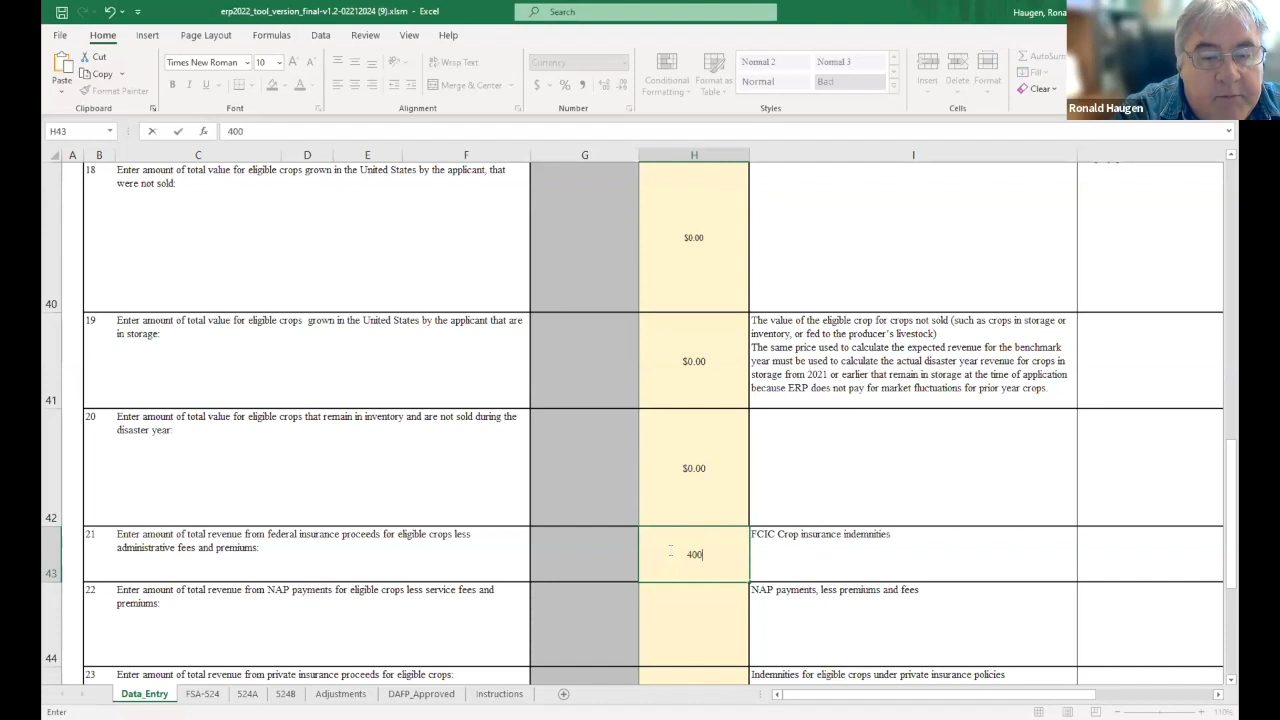 erp2022_tool_version_final-v1.2-02212024 (9).xlsm - Excel
Search
Haugen, Rona
File Home Insert Page Layout Formulas Data Review View Help
Cut
Copy
Format Painter
Paste
Clipboard
Times New Roman 10
B U
Font
Wrap Text
Merge & Center
Alignment
Currency
$ % ,
Number
Conditional Formatting
Format as Table
Normal 2 Normal 3
Normal Bad
Styles
Insert Delete Format
Cells
AutoSum
Fill
Clear
Ronald Haugen
H43 fx 400
A B C D E F G H I
18 Enter amount of total value for eligible crops grown in the United States by the applicant, that
were not sold:
$0.00
40
19 Enter amount of total value for eligible crops grown in the United States by the applicant that are
in storage:
$0.00
The value of the eligible crop for crops not sold (such as crops in storage or
inventory, or fed to the producer's livestock)
The same price used to calculate the expected revenue for the benchmark
year must be used to calculate the actual disaster year revenue for crops in
storage from 2021 or earlier that remain in storage at the time of application
because ERP does not pay for market fluctuations for prior year crops.
41
20 Enter amount of total value for eligible crops that remain in inventory and are not sold during the
disaster year:
$0.00
42
21 Enter amount of total revenue from federal insurance proceeds for eligible crops less
administrative fees and premiums:
400
FCIC Crop insurance indemnities
43
22 Enter amount of total revenue from NAP payments for eligible crops less service fees and
premiums:
NAP payments, less premiums and fees
44
23 Enter amount of total revenue from private insurance proceeds for eligible crops:
Indemnities for eligible crops under private insurance policies
Data_Entry FSA-524 524A 524B Adjustments DAFP_Approved Instructions
Enter
110%